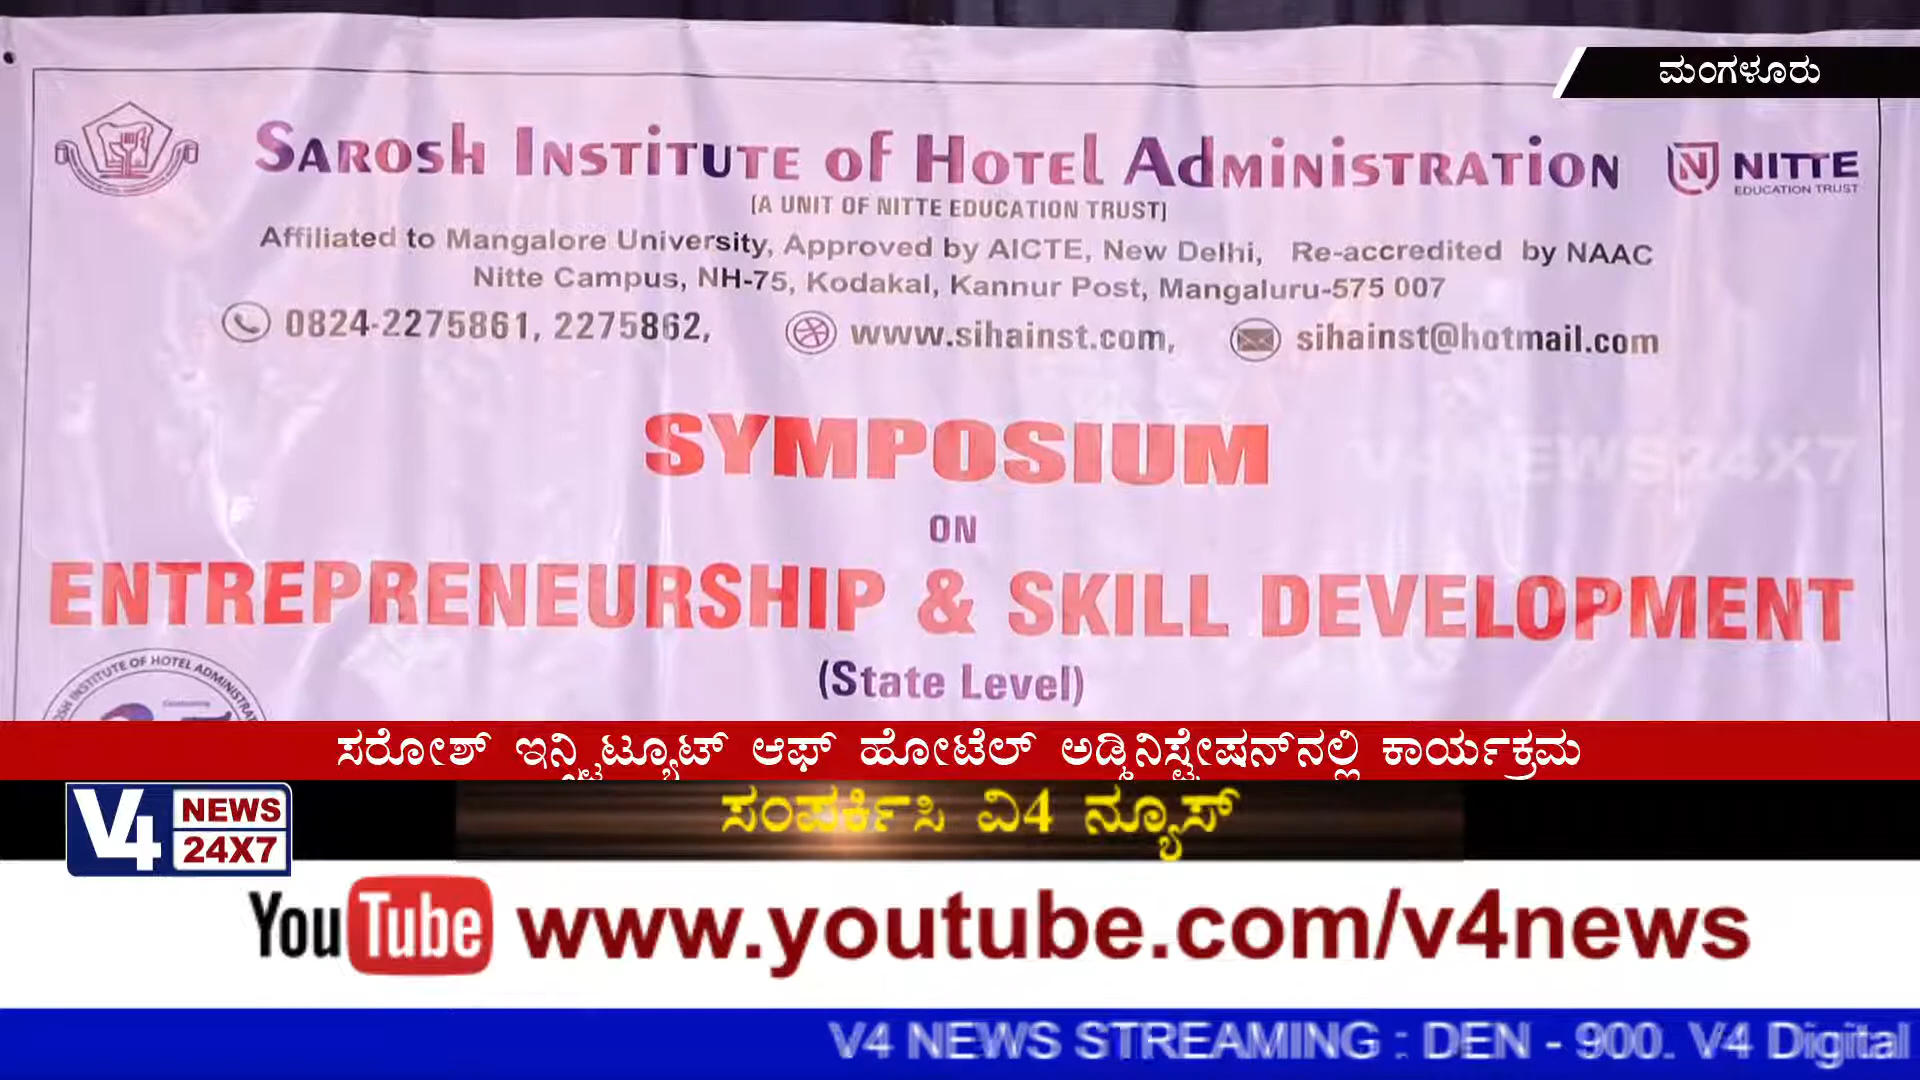 ಮಂಗಳೂರು
SAROSH INSTITUTE OF HOTEL ADMINISTRATION
NITTE
EDUCATION TRUST
(A UNIT OF NITTE EDUCATION TRUST)
Affiliated to Mangalore University, Approved by AICTE, New Delhi, Re-accredited by NAAC
Nitte Campus, NH-75, Kodakal, Kannur Post, Mangaluru-575 007
0824-2275861, 2275862, www.sihainst.com, sihainst@hotmail.com
SYMPOSIUM
V4NEWS24X7
ON
ENTREPRENEURSHIP & SKILL DEVELOPMENT
(State Level)
INSTITUTE OF HOTEL
ಸರೋಶ್ ಇನ್ಸ್ಟಿಟ್ಯೂಟ್ ಆಫ್ ಹೋಟೆಲ್ ಅಡ್ಮಿನಿಸ್ಟ್ರೇಷನ್‌ನಲ್ಲಿ ಕಾರ್ಯಕ್ರಮ
V4 NEWS 24X7
ಸಂಪರ್ಕಿಸಿ ವಿ4 ನ್ಯೂಸ್
YouTube www.youtube.com/v4news
V4 NEWS STREAMING : DEN - 900. V4 Digital